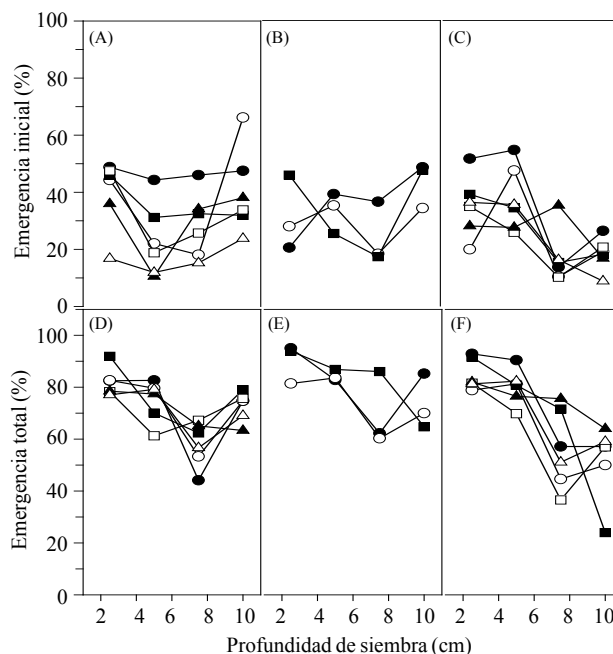 (A) (B) (C)
Emergencia inicial (%)
100
80
60
40
20
0
(D) (E) (F)
Emergencia total (%)
100
80
60
40
20
0
2 4 6 8 10 2 4 6 8 10 2 4 6 8 10
Profundidad de siembra (cm)